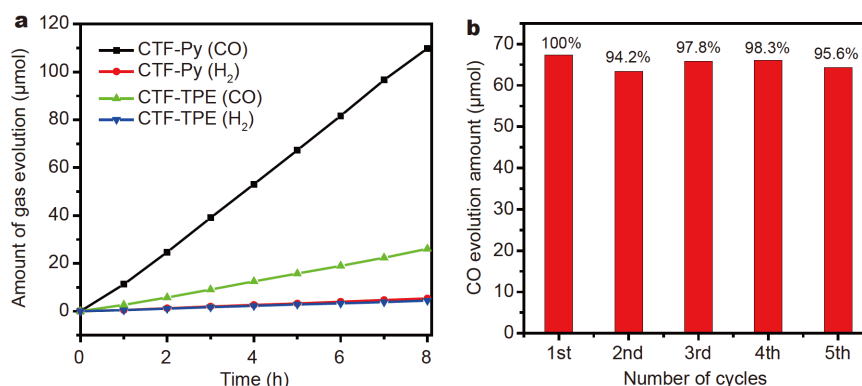 a
120
100
80
60
40
20
0
Amount of gas evolution (μmol)
CTF-Py (CO)
CTF-Py (H₂)
CTF-TPE (CO)
CTF-TPE (H₂)
0 2 4 6 8
Time (h)
b
70
60
50
40
30
20
10
0
CO evolution amount (μmol)
100% 94.2% 97.8% 98.3% 95.6%
1st 2nd 3rd 4th 5th
Number of cycles